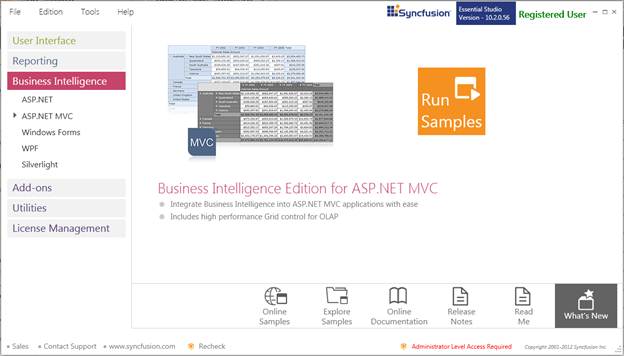 File Edition Tools Help
Syncfusion
Essential Studio
Version - 10.2.0.56
Registered User
User Interface
Reporting
Business Intelligence
ASP.NET
ASP.NET MVC
Windows Forms
WPF
Silverlight
Add-ons
Utilities
License Management
MVC
Run
Samples
Business Intelligence Edition for ASP.NET MVC
Integrate Business Intelligence into ASP.NET MVC applications with ease
Includes high performance Grid control for OLAP
Online
Samples
Explore
Samples
Online
Documentation
Release
Notes
Read
Me
What's New
Sales Contact Support www.syncfusion.com Recheck Administrator Level Access Required Copyright 2001-2012 Syncfusion Inc